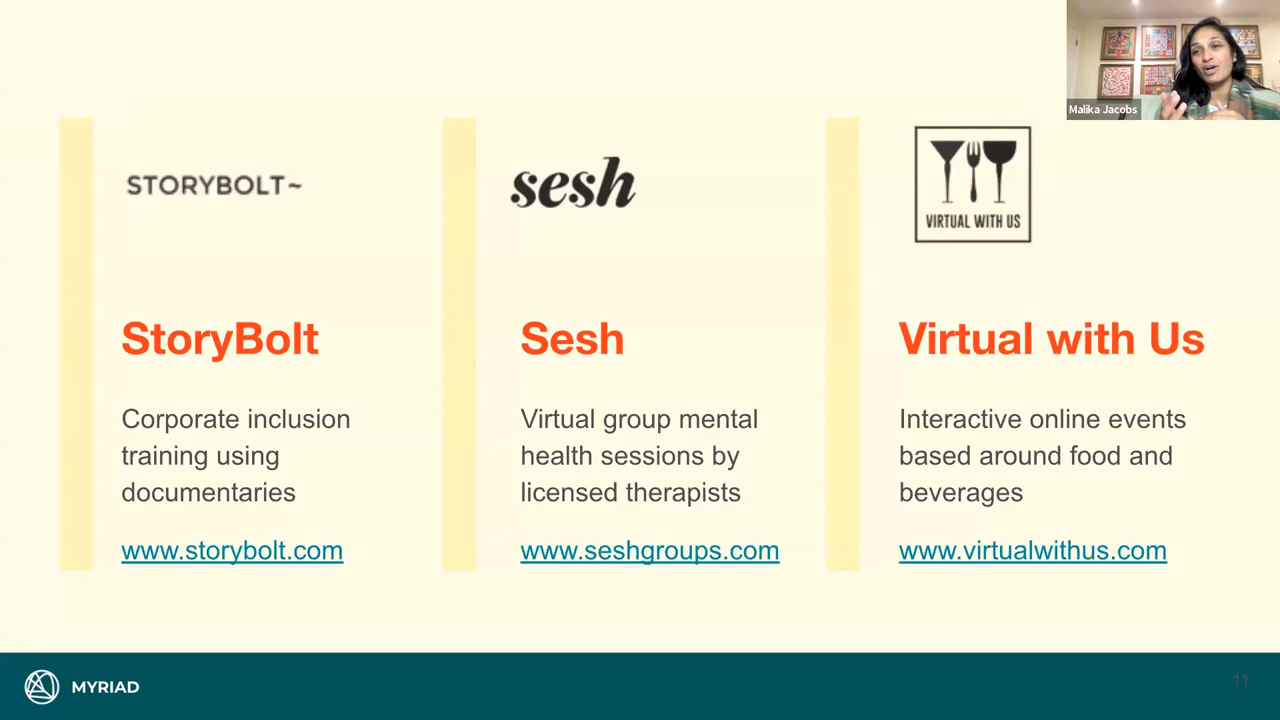 Malika Jacobs
STORYBOLT~
sesh
VIRTUAL WITH US
StoryBolt
Corporate inclusion
training using
documentaries
www.storybolt.com
Sesh
Virtual group mental
health sessions by
licensed therapists
www.seshgroups.com
Virtual with Us
Interactive online events
based around food and
beverages
www.virtualwithus.com
MYRIAD
11